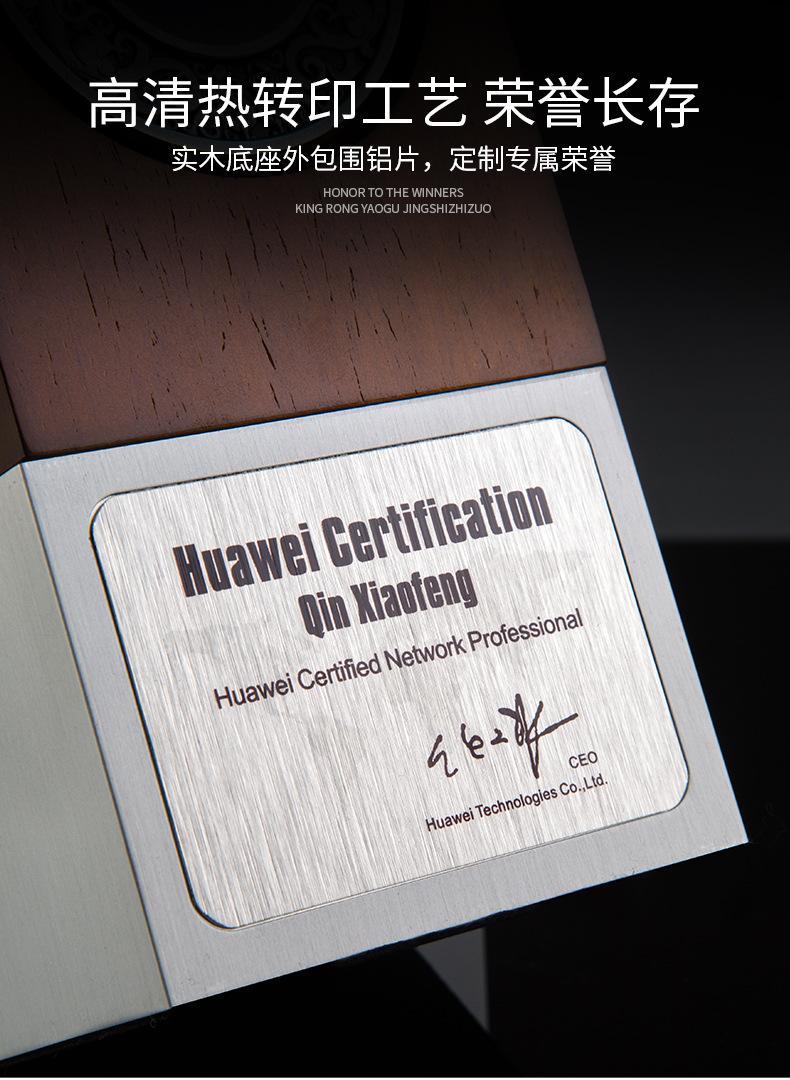 高清热转印工艺 荣誉长存
实木底座外包围铝片，定制专属荣誉
HONOR TO THE WINNERS
KING RONG YAOGU JINGSHIZHIZUO
Huawei Certification
Qin Xiaofeng
Huawei Certified Network Professional
CEO
Huawei Technologies Co.,Ltd.